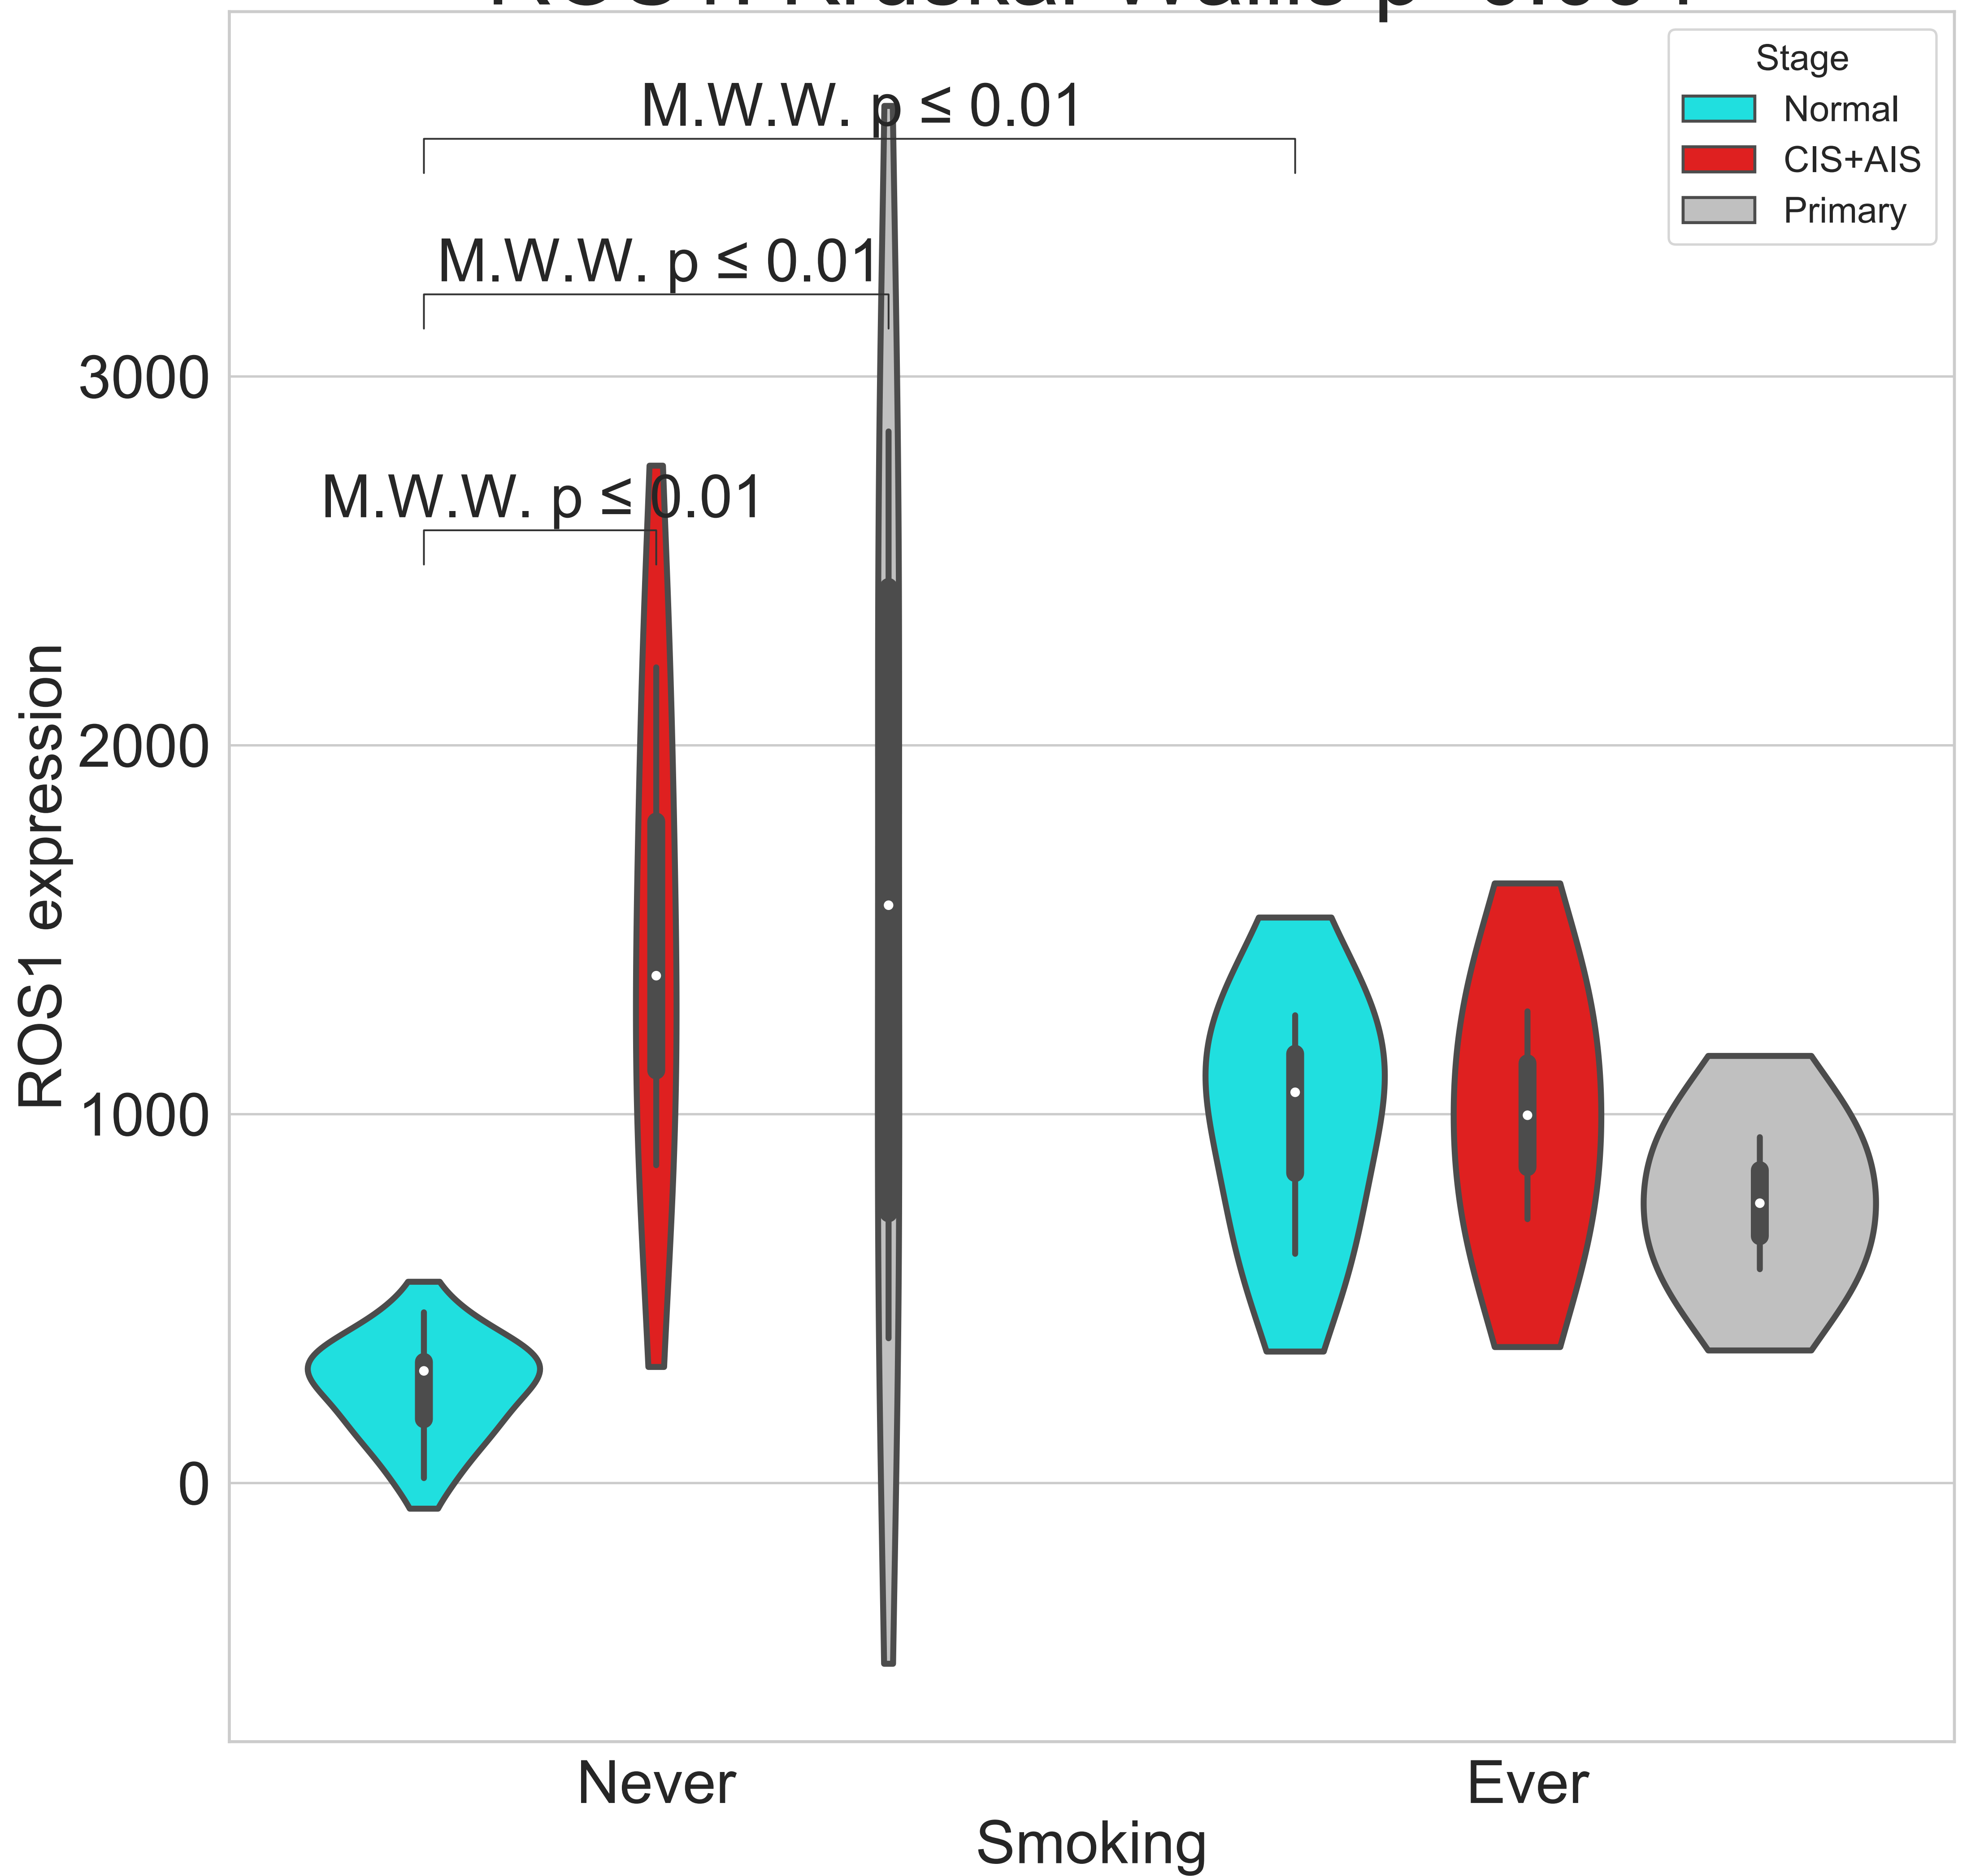 Stage
Normal
CIS+AIS
Primary
M.W.W. p ≤ 0.01
M.W.W. p ≤ 0.01
M.W.W. p ≤ 0.01
3000
2000
1000
0
ROS1 expression
Never
Ever
Smoking